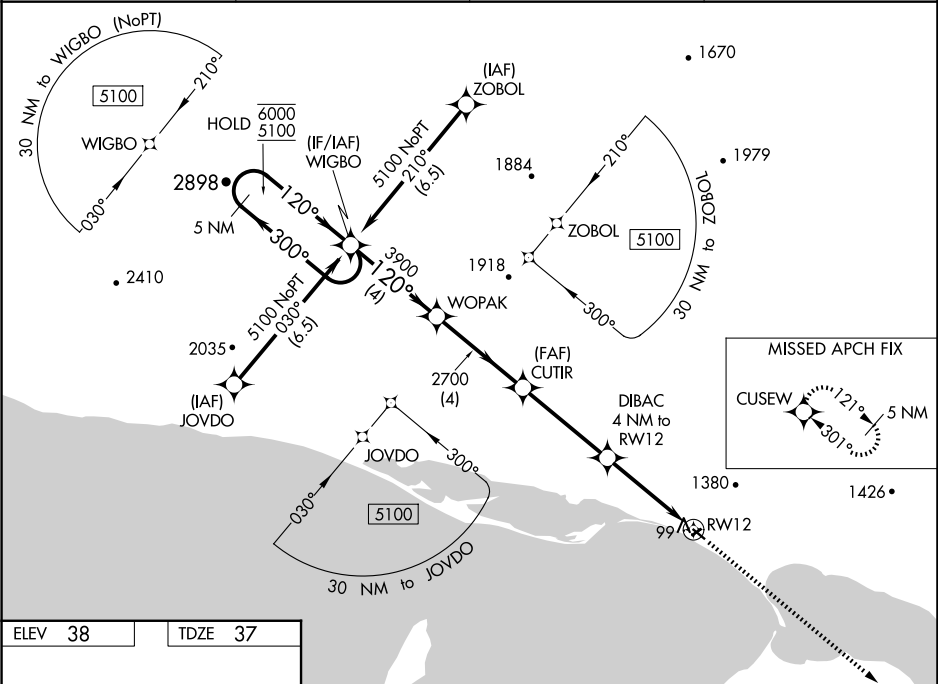 30 NM to WIGBO (NoPT)
210°
5100
WIGBO
030°
HOLD
6000
5100
(IF/IAF)
WIGBO
(IAF)
ZOBOL
5100 NoPT
210°
(6.5)
1670
1884
1979
210°
ZOBOL
5100
30 NM to ZOBOL
300°
2898
120°
5 NM
300°
2410
3900
120°
(4)
1918
WOPAK
5100 NoPT
030°
(6.5)
2035
(IAF)
JOVDO
2700
(4)
(FAF)
CUTIR
DIBAC
4 NM to
RW12
MISSED APCH FIX
CUSEW
121°
301°
5 NM
JOVDO
300°
030°
5100
30 NM to JOVDO
1380
1426
99
RW12
ELEV 38
TDZE 37